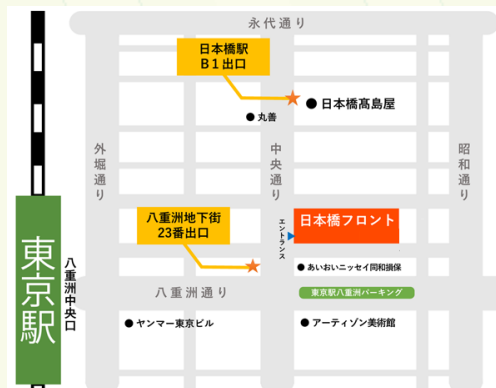 永代通り
日本橋駅
B1出口
日本橋髙島屋
丸善
外堀通り
中央通り
昭和通り
八重洲地下街
23番出口
エントランス
日本橋フロント
東京駅
八重洲中央口
あいおいニッセイ同和損保
八重洲通り
東京駅八重洲パーキング
ヤンマー東京ビル
アーティゾン美術館